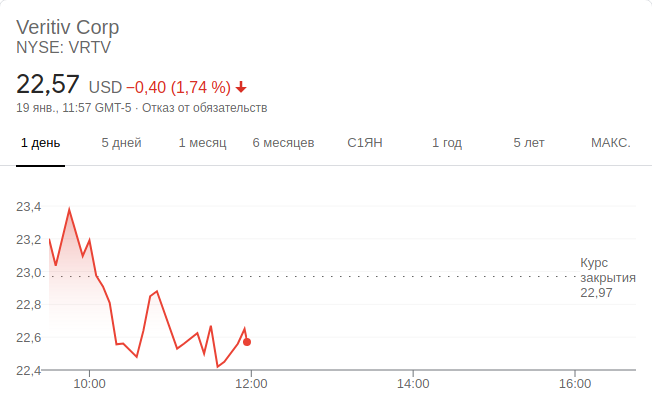 Veritiv Corp
NYSE: VRTV
22,57 USD −0,40 (1,74 %)
19 янв., 11:57 GMT-5 · Отказ от обязательств
1 день 5 дней 1 месяц 6 месяцев С1ЯН 1 год 5 лет МАКС.
23,4
23,2
23,0
22,8
22,6
22,4
Курс
закрытия
22,97
10:00 12:00 14:00 16:00